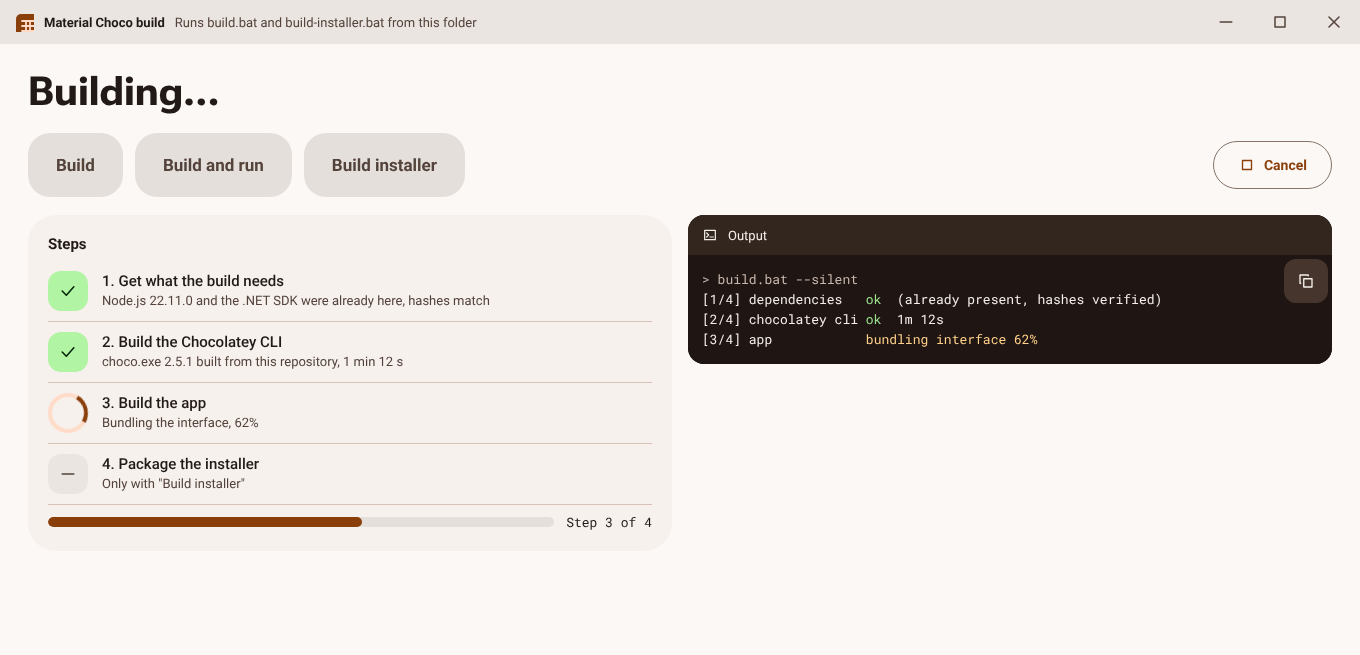 Material Choco build Runs build.bat and build-installer.bat from this folder
Building...
Build
Build and run
Build installer
Cancel
Steps
1. Get what the build needs
Node.js 22.11.0 and the .NET SDK were already here, hashes match
2. Build the Chocolatey CLI
choco.exe 2.5.1 built from this repository, 1 min 12 s
3. Build the app
Bundling the interface, 62%
4. Package the installer
Only with "Build installer"
Step 3 of 4
Output
> build.bat --silent
[1/4] dependencies ok (already present, hashes verified)
[2/4] chocolatey cli ok 1m 12s
[3/4] app bundling interface 62%